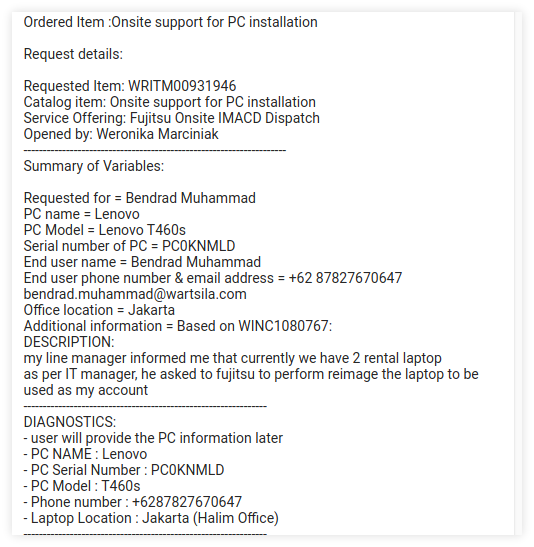 Ordered Item :Onsite support for PC installation
Request details:
Requested Item: WRITM00931946
Catalog item: Onsite support for PC installation
Service Offering: Fujitsu Onsite IMACD Dispatch
Opened by: Weronika Marciniak
-------------------------------------------------------------------
Summary of Variables:
Requested for = Bendrad Muhammad
PC name = Lenovo
PC Model = Lenovo T460s
Serial number of PC = PC0KNMLD
End user name = Bendrad Muhammad
End user phone number & email address = +62 87827670647
bendrad.muhammad@wartsila.com
Office location = Jakarta
Additional information = Based on WINC1080767:
DESCRIPTION:
my line manager informed me that currently we have 2 rental laptop
as per IT manager, he asked to fujitsu to perform reimage the laptop to be
used as my account
--------------------------------------------------------------
DIAGNOSTICS:
- user will provide the PC information later
- PC NAME : Lenovo
- PC Serial Number : PC0KNMLD
- PC Model : T460s
- Phone number : +6287827670647
- Laptop Location : Jakarta (Halim Office)
--------------------------------------------------------------